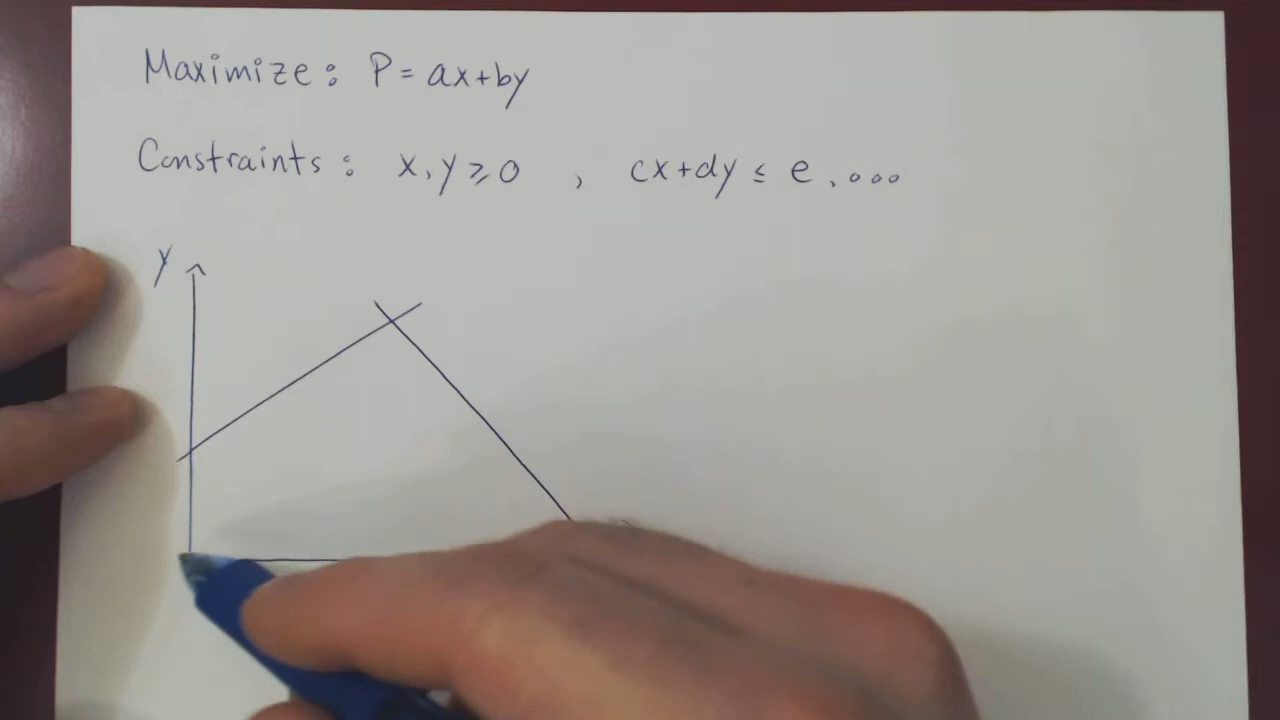 Maximize: P = ax+by
Constraints: x, y ≥ 0 , cx+dy ≤ e, ...
y